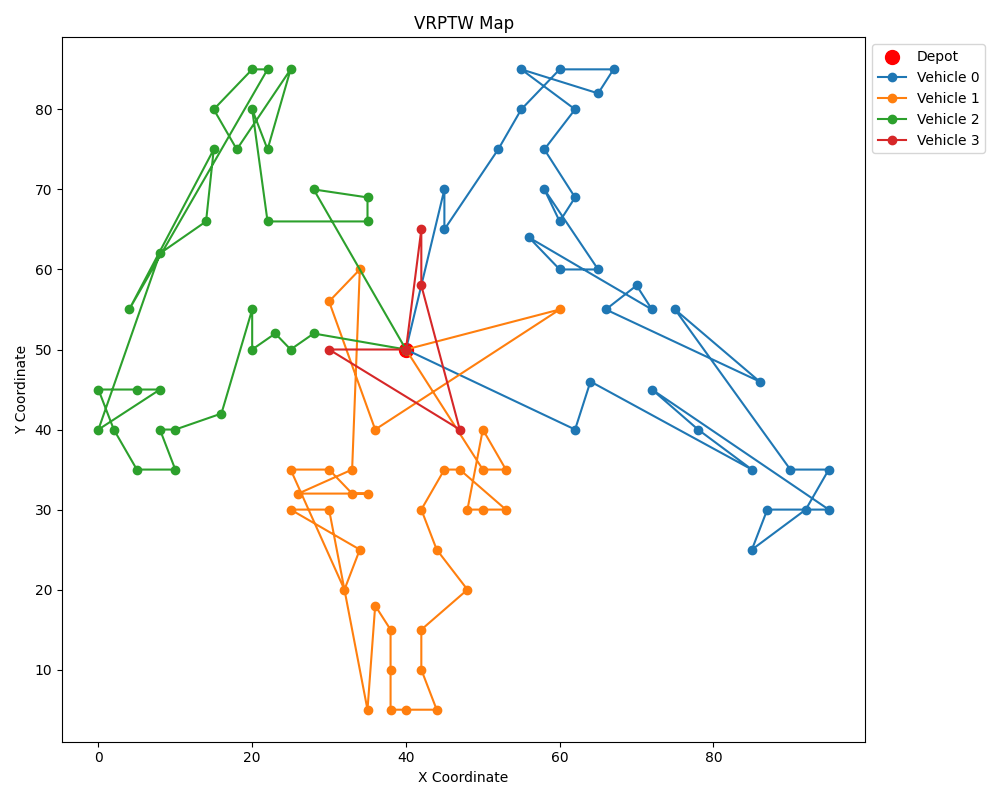 VRPTW Map
Depot
Vehicle 0
Vehicle 1
Vehicle 2
Vehicle 3
Y Coordinate
80
70
60
50
40
30
20
10
0
20
40
60
80
X Coordinate